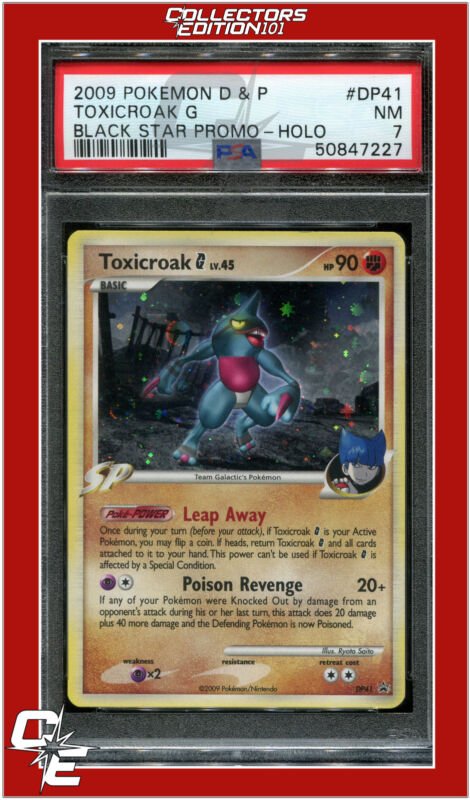 COLLECTORS
EDITION101
2009 POKEMON D & P #DP41
TOXICROAK G NM
BLACK STAR PROMO - HOLO 7
PSA 50847227
Toxicroak G LV.45 HP 90
BASIC
SP
Team Galactic's Pokémon
Poké-POWER Leap Away
Once during your turn (before your attack), if Toxicroak G is your Active
Pokémon, you may flip a coin. If heads, return Toxicroak G and all cards
attached to it to your hand. This power can't be used if Toxicroak G is
affected by a Special Condition.
Poison Revenge 20+
If any of your Pokémon were Knocked Out by damage from an
opponent's attack during his or her last turn, this attack does 20 damage
plus 40 more damage and the Defending Pokémon is now Poisoned.
Illus. Ryota Saito
weakness resistance retreat cost
×2
©2009 Pokémon/Nintendo DP41
CE